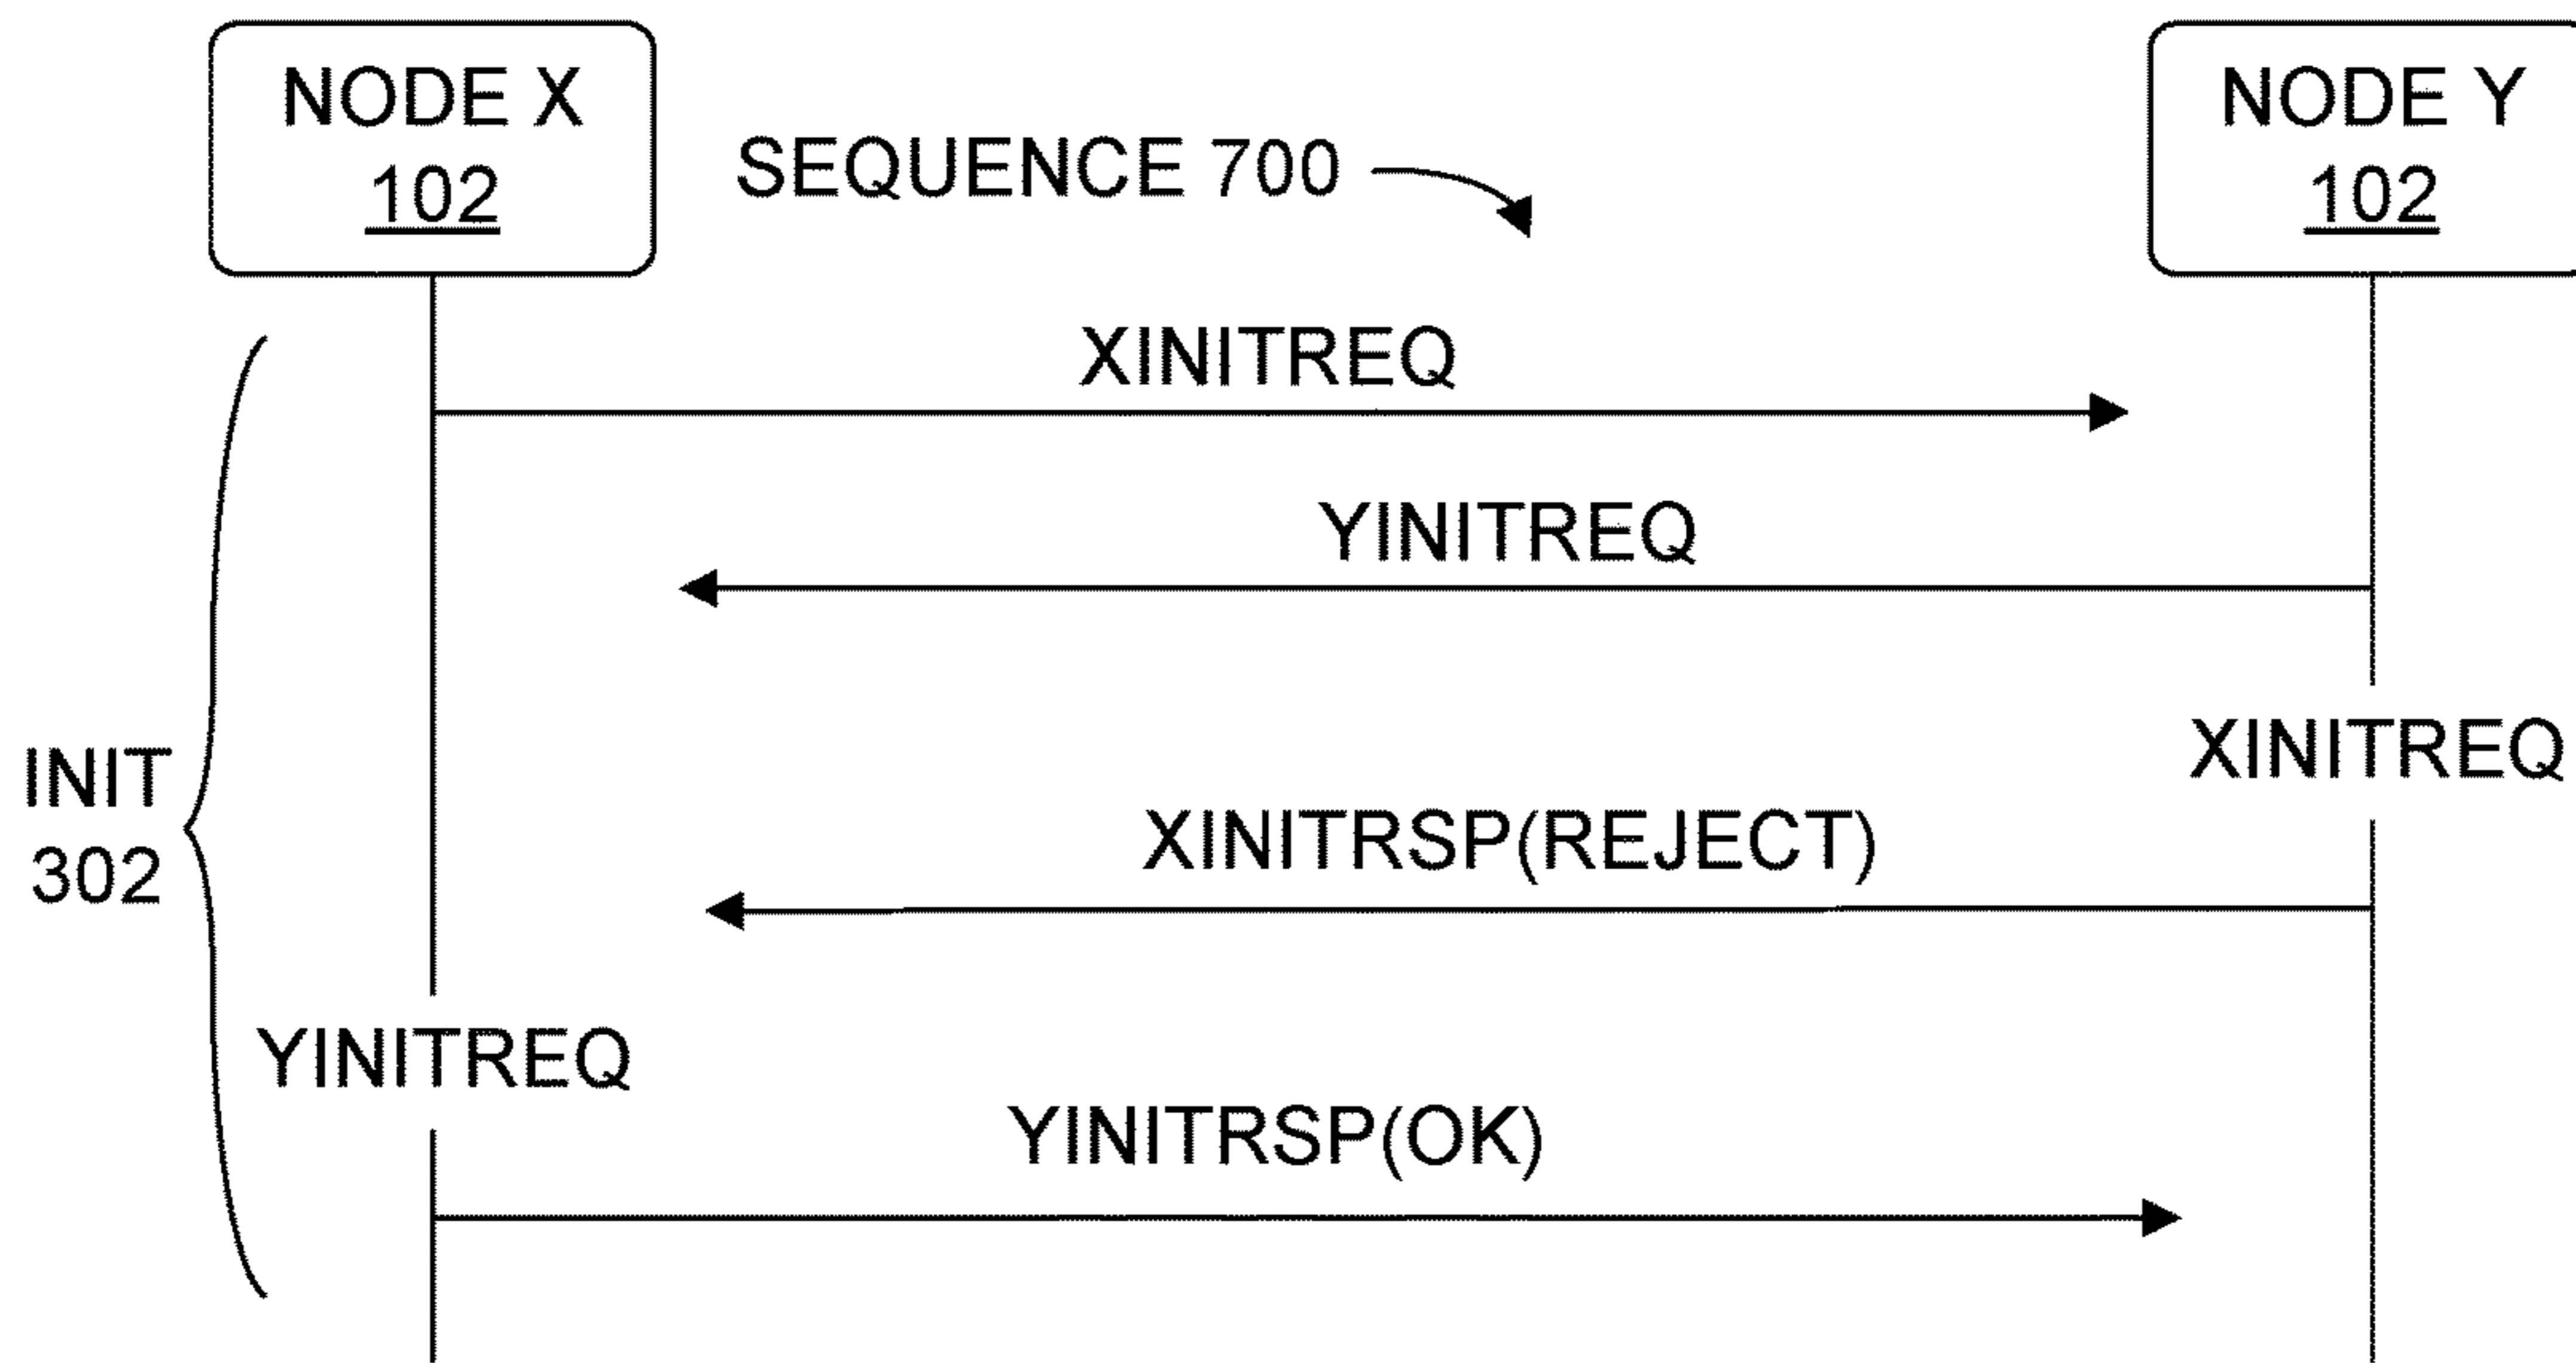 NODE X
102
SEQUENCE 700
NODE Y
102
XINITREQ
YINITREQ
XINITREQ
INIT
302
XINITRSP(REJECT)
YINITREQ
YINITRSP(OK)